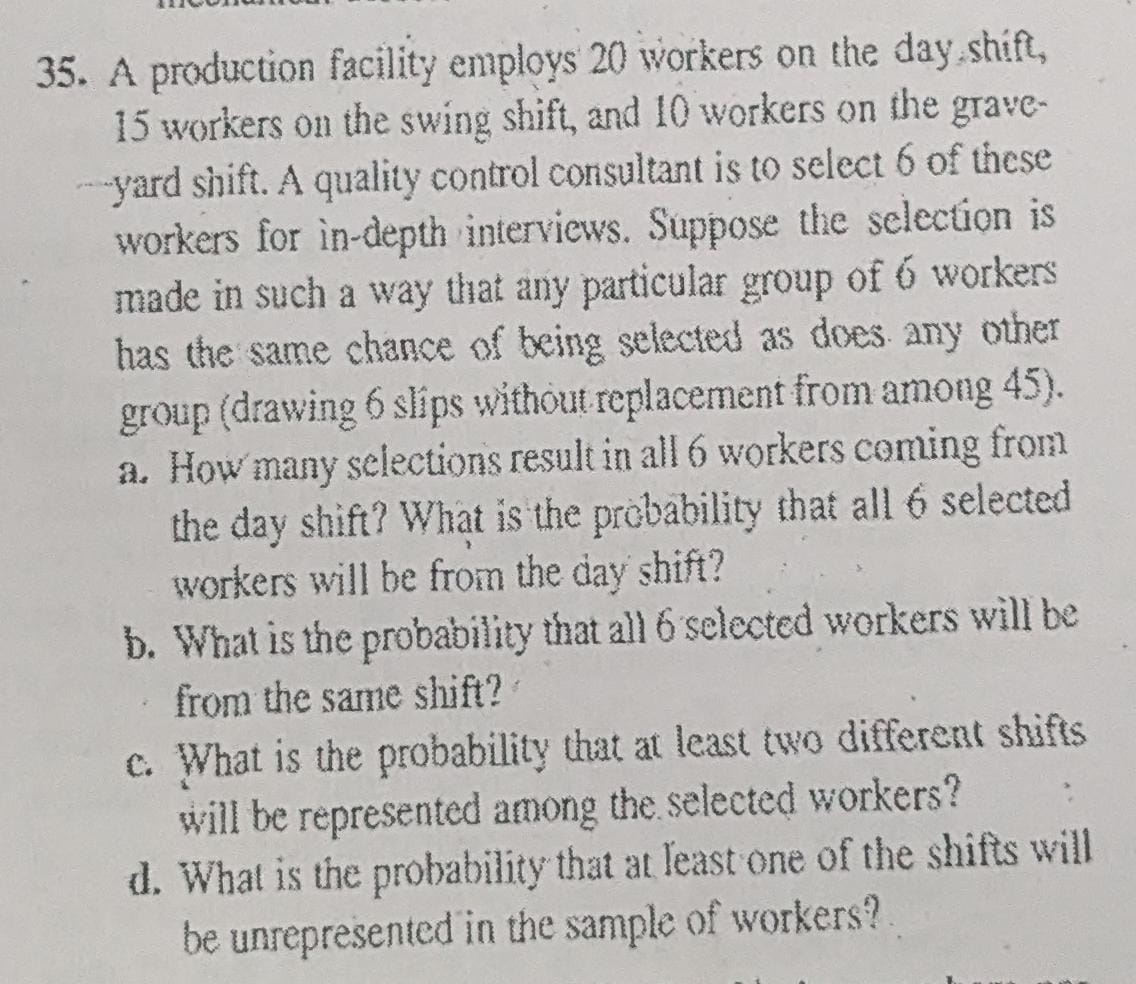 35. A production facility employs 20 workers on the day shift,
15 workers on the swing shift, and 10 workers on the grave-
yard shift. A quality control consultant is to select 6 of these
workers for in-depth interviews. Suppose the selection is
made in such a way that any particular group of 6 workers
has the same chance of being selected as does any other
group (drawing 6 slips without replacement from among 45).
a. How many selections result in all 6 workers coming from
the day shift? What is the probability that all 6 selected
workers will be from the day shift?
b. What is the probability that all 6 selected workers will be
from the same shift?
c. What is the probability that at least two different shifts
will be represented among the selected workers?
d. What is the probability that at least one of the shifts will
be unrepresented in the sample of workers?